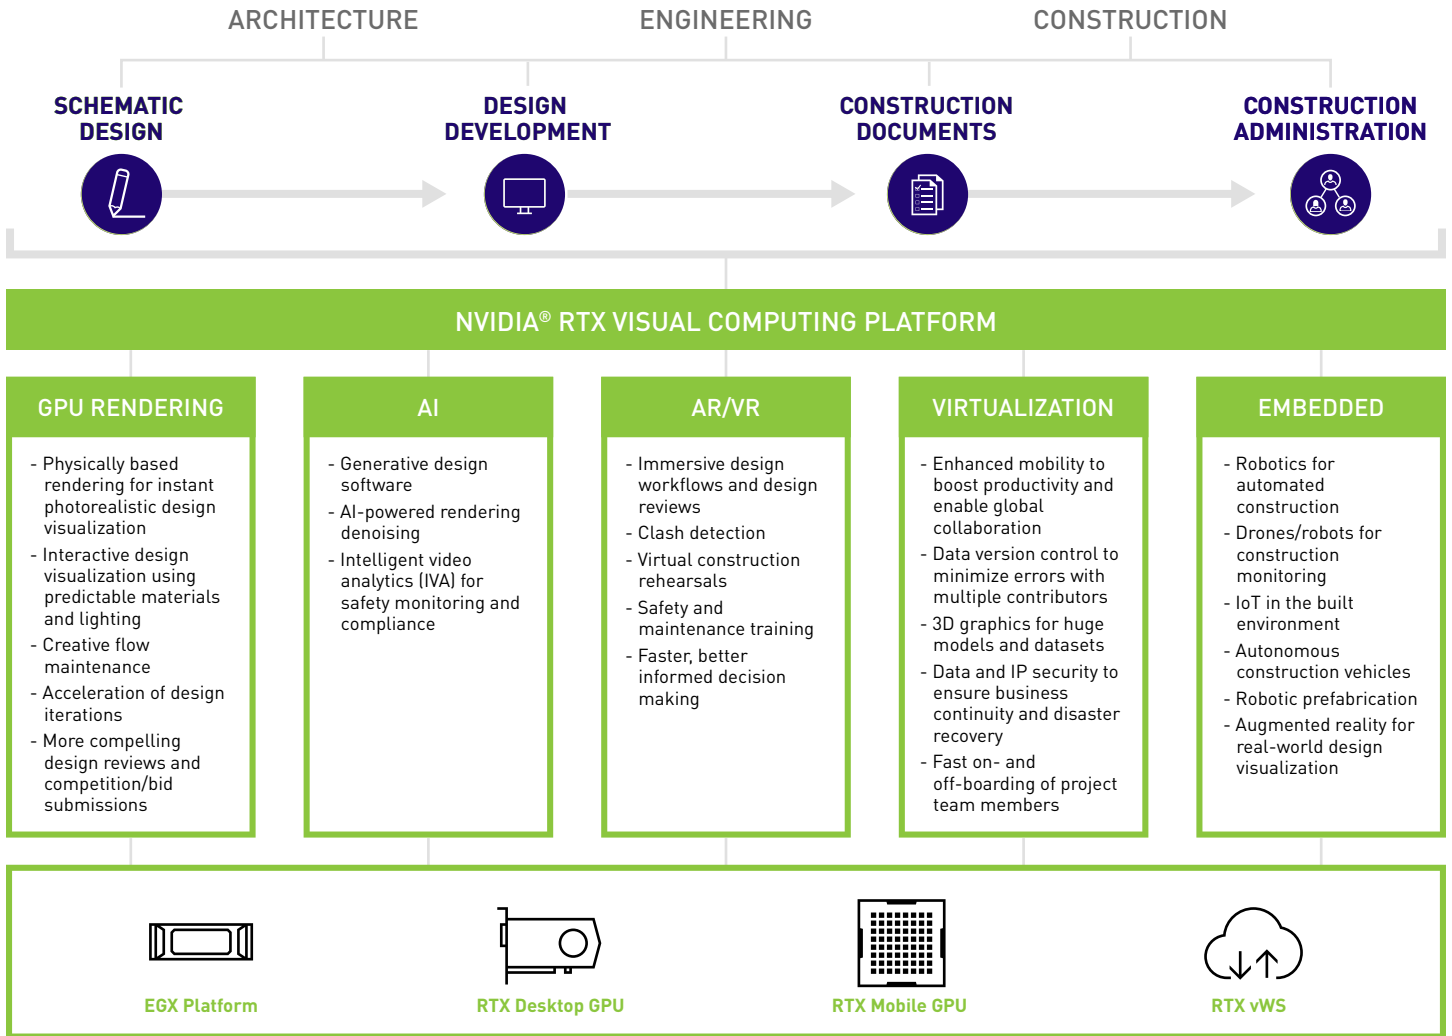 ARCHITECTURE
ENGINEERING
CONSTRUCTION
SCHEMATIC
DESIGN
DESIGN
DEVELOPMENT
CONSTRUCTION
DOCUMENTS
CONSTRUCTION
ADMINISTRATION
NVIDIA® RTX VISUAL COMPUTING PLATFORM
GPU RENDERING
- Physically based
rendering for instant
photorealistic design
visualization
- Interactive design
visualization using
predictable materials
and lighting
- Creative flow
maintenance
- Acceleration of design
iterations
- More compelling
design reviews and
competition/bid
submissions
AI
- Generative design
software
- AI-powered rendering
denoising
- Intelligent video
analytics (IVA) for
safety monitoring and
compliance
AR/VR
- Immersive design
workflows and design
reviews
- Clash detection
- Virtual construction
rehearsals
- Safety and
maintenance training
- Faster, better
informed decision
making
VIRTUALIZATION
- Enhanced mobility to
boost productivity and
enable global
collaboration
- Data version control to
minimize errors with
multiple contributors
- 3D graphics for huge
models and datasets
- Data and IP security to
ensure business
continuity and disaster
recovery
- Fast on- and
off-boarding of project
team members
EMBEDDED
- Robotics for
automated
construction
- Drones/robots for
construction
monitoring
- IoT in the built
environment
- Autonomous
construction vehicles
- Robotic prefabrication
- Augmented reality for
real-world design
visualization
EGX Platform
RTX Desktop GPU
RTX Mobile GPU
RTX vWS